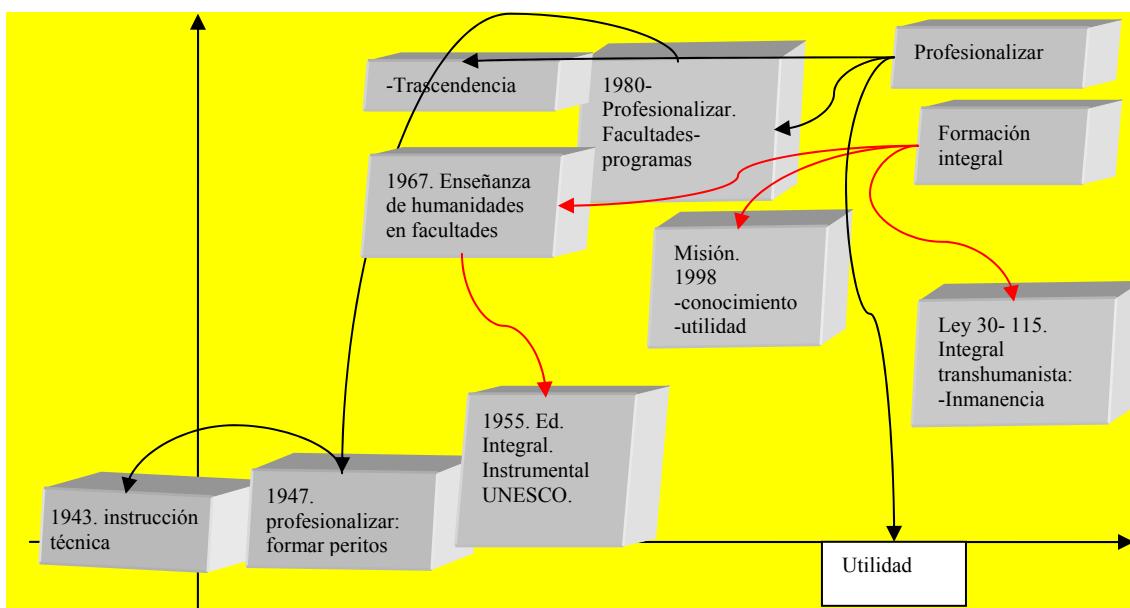 -Trascendencia
1980-
Profesionalizar.
Facultades-
programas
Profesionalizar
Formación
integral
1967. Enseñanza
de humanidades
en facultades
Misión.
1998
-conocimiento
-utilidad
Ley 30- 115.
Integral
transhumanista:
-Inmanencia
1955. Ed.
Integral.
Instrumental
UNESCO.
1943. instrucción
técnica
1947.
profesionalizar:
formar peritos
Utilidad